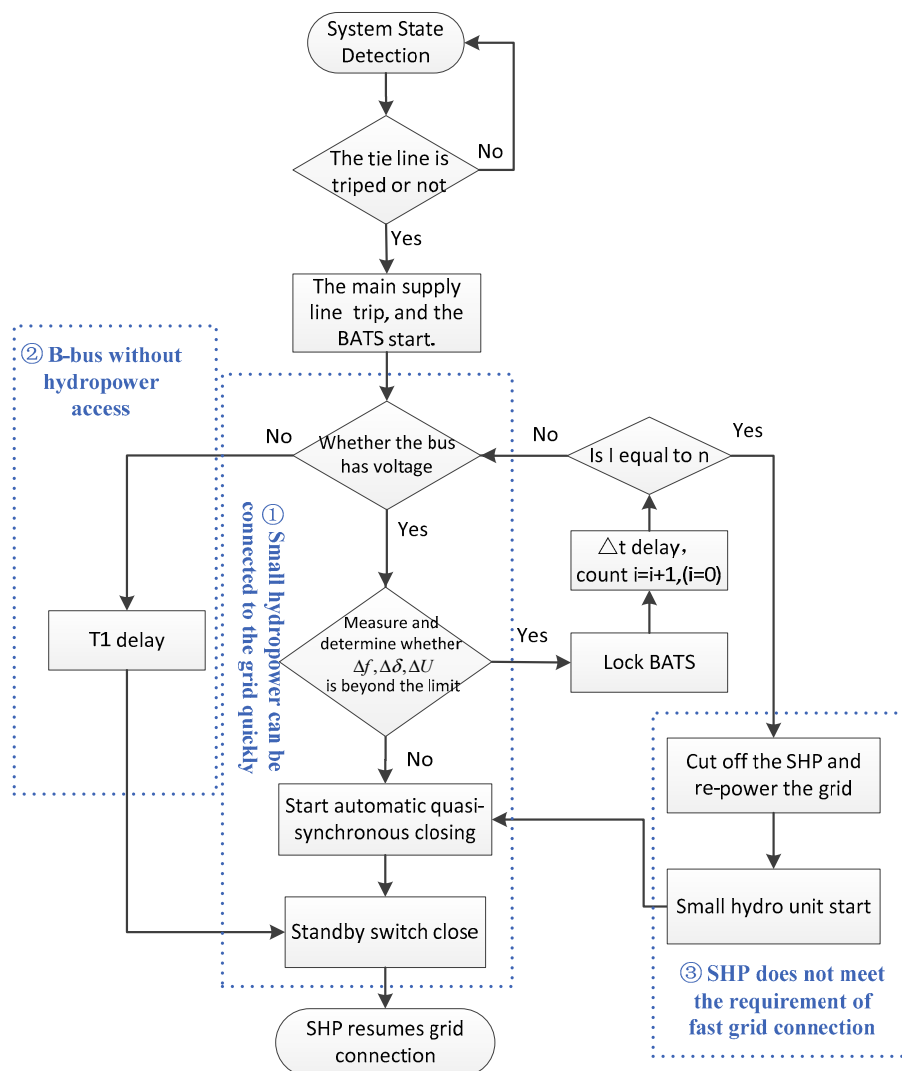 System State
Detection
The tie line is
triped or not
No
Yes
The main supply
line trip, and the
BATS start.
② B-bus without
hydropower
access
No
Whether the bus
has voltage
No
Is I equal to n
Yes
Yes
① Small hydropower can be
connected to the grid quickly
△t delay,
count i=i+1,(i=0)
T1 delay
Measure and
determine whether
Δf,Δδ,ΔU
is beyond the limit
Yes
Lock BATS
No
Cut off the SHP and
re-power the grid
Start automatic quasi-
synchronous closing
Small hydro unit start
Standby switch close
③ SHP does not meet
the requirement of
fast grid connection
SHP resumes grid
connection